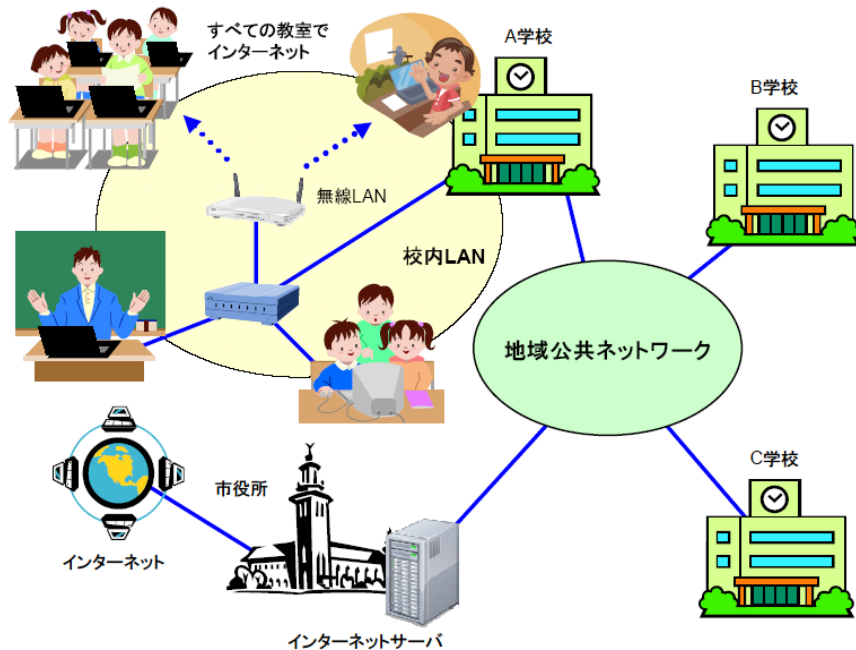 すべての教室で
インターネット
A学校
B学校
無線LAN
校内LAN
地域公共ネットワーク
C学校
市役所
インターネット
インターネットサーバ